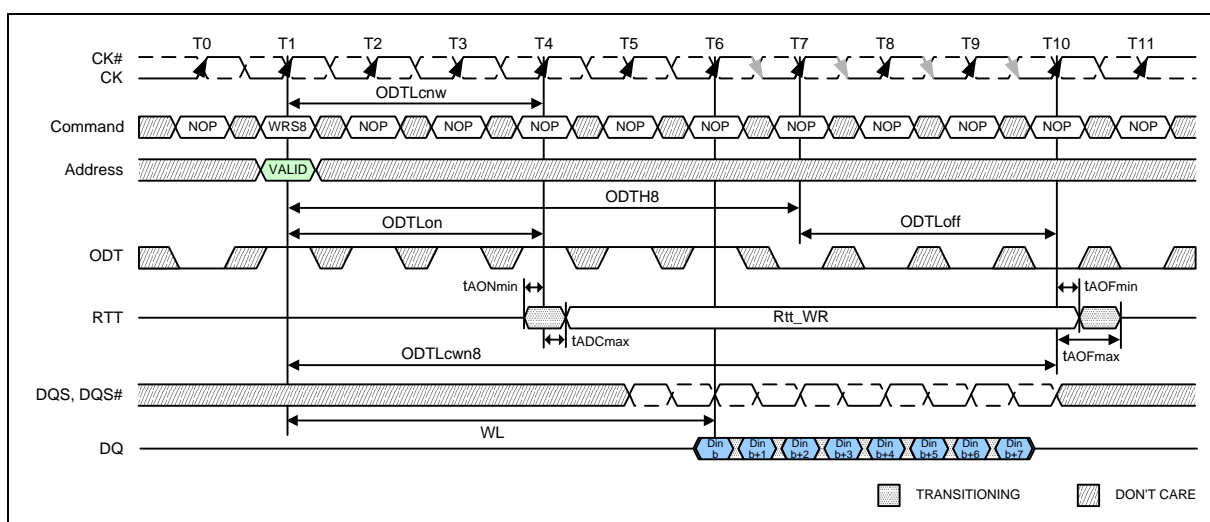 T0 T1 T2 T3 T4 T5 T6 T7 T8 T9 T10 T11
CK#
CK
ODTLcnw
Command NOP WRS8 NOP NOP NOP NOP NOP NOP NOP NOP NOP NOP
Address VALID
ODTH8
ODTLon ODTLoff
ODT
tAONmin tAOFmin
RTT Rtt_WR
tADCmax
ODTLcwn8 tAOFmax
DQS, DQS#
WL
DQ Din b Din b+1 Din b+2 Din b+3 Din b+4 Din b+5 Din b+6 Din b+7
TRANSITIONING DON'T CARE